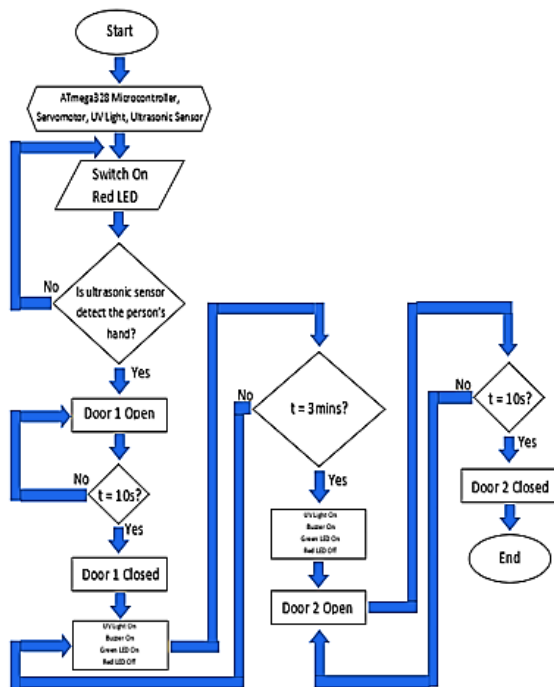 Start
ATmega328 Microcontroller,
Servomotor, UV Light, Ultrasonic Sensor
Switch On
Red LED
No
Is ultrasonic sensor
detect the person's
hand?
Yes
Door 1 Open
No
t = 10s?
Yes
Door 1 Closed
UV Light On
Buzzer On
Green LED On
Red LED Off
No
t = 3mins?
Yes
UV Light On
Buzzer On
Green LED On
Red LED Off
Door 2 Open
No
t = 10s?
Yes
Door 2 Closed
End